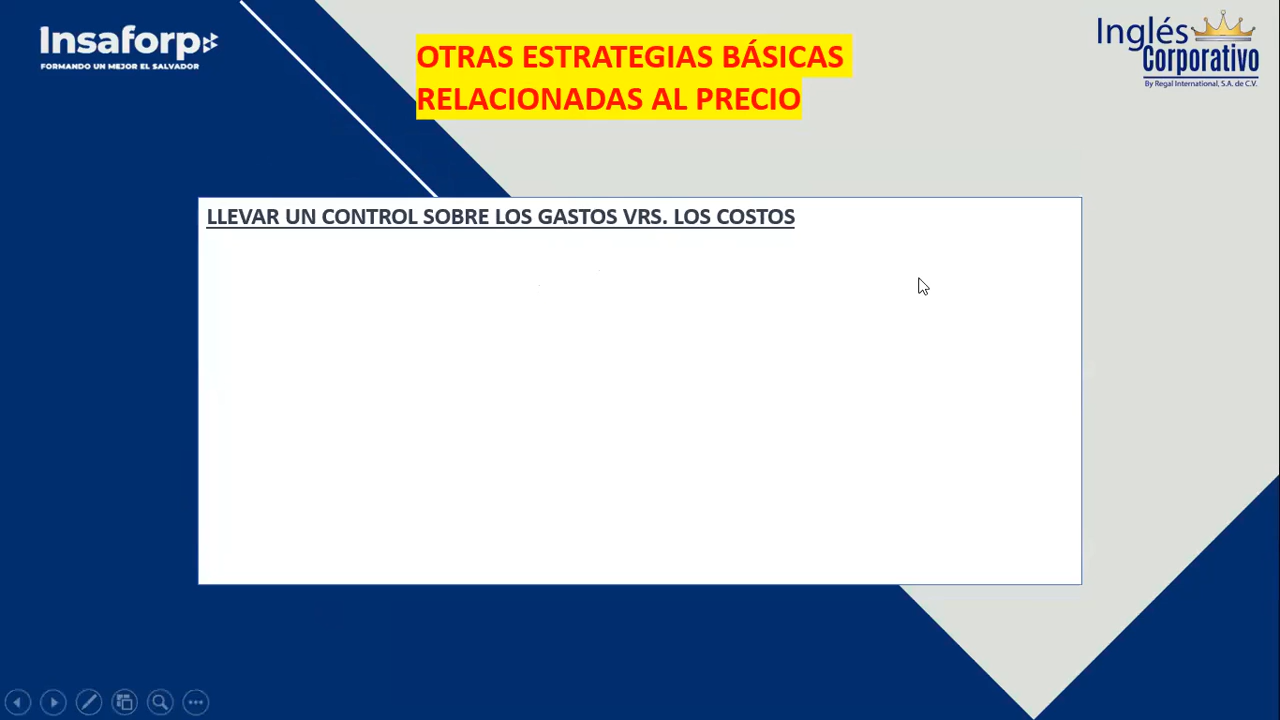 Insaforp
FORMANDO UN MEJOR EL SALVADOR
OTRAS ESTRATEGIAS BÁSICAS
RELACIONADAS AL PRECIO
Inglés
Corporativo
By Regal International, S.A. de C.V.
LLEVAR UN CONTROL SOBRE LOS GASTOS VRS. LOS COSTOS